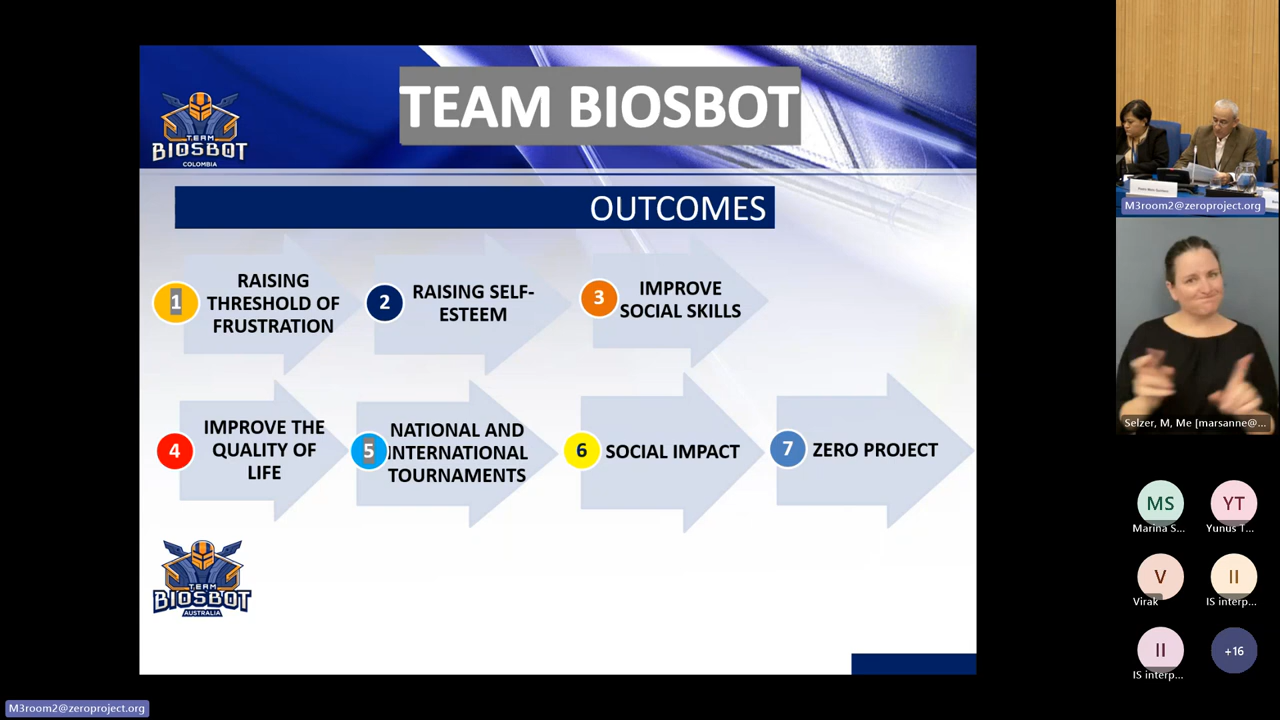 TEAM BIOSBOT
TEAM
BIOSBOT
COLOMBIA
OUTCOMES
1
RAISING
THRESHOLD OF
FRUSTRATION
2
RAISING SELF-
ESTEEM
3
IMPROVE
SOCIAL SKILLS
4
IMPROVE THE
QUALITY OF
LIFE
5
NATIONAL AND
INTERNATIONAL
TOURNAMENTS
6
SOCIAL IMPACT
7
ZERO PROJECT
TEAM
BIOSBOT
AUSTRALIA
M3room2@zeroproject.org
Selzer, M, Me [marsanne@...
MS
Marina S...
YT
Yunus T...
V
Virak
II
IS interp...
II
IS interp...
+16
M3room2@zeroproject.org